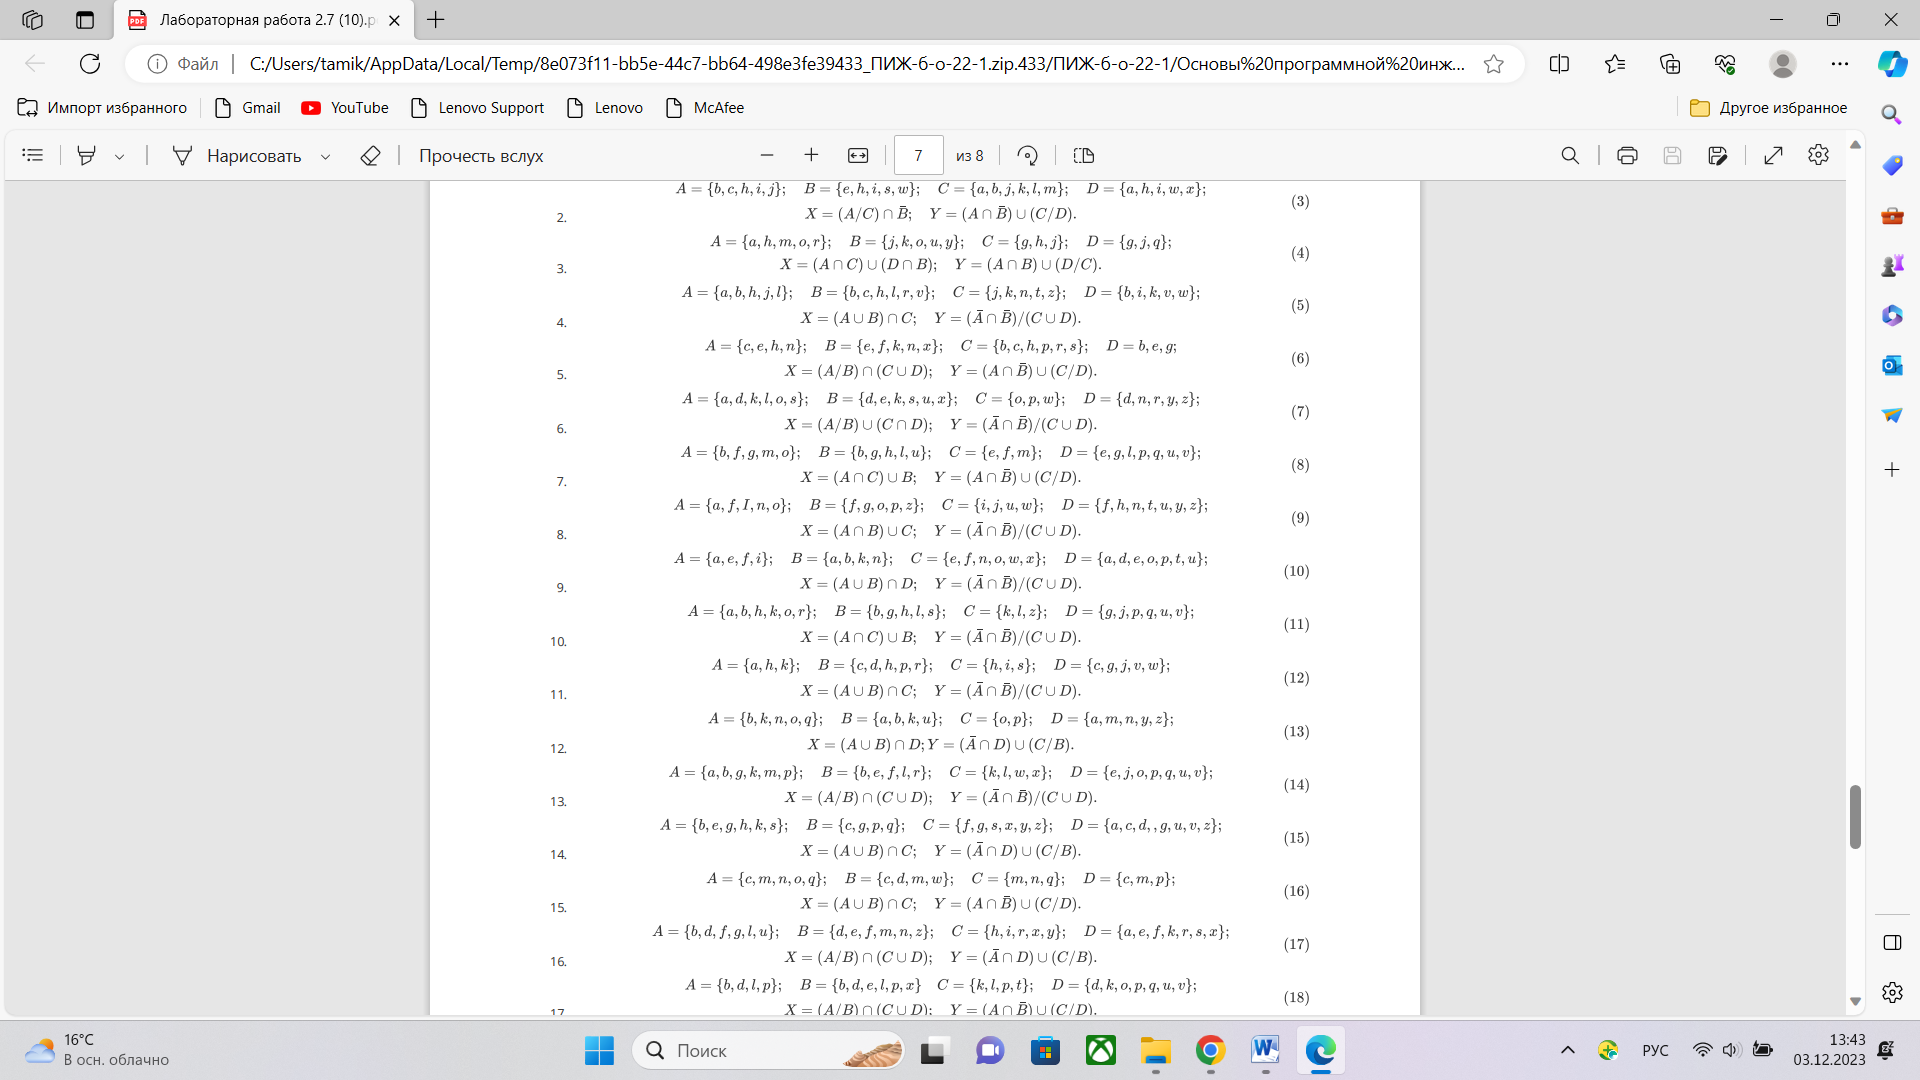 Лабораторная работа 2.7 (10).p
Файл
C:/Users/tamik/AppData/Local/Temp/8e073f11-bb5e-44c7-bb64-498e3fe39433_ПИЖ-б-о-22-1.zip.433/ПИЖ-б-о-22-1/Основы%20программной%20инж...
Импорт избранного Gmail YouTube Lenovo Support Lenovo McAfee Другое избранное
Нарисовать Прочесть вслух 7 из 8
A = {b, c, h, i, j}; B = {e, h, i, s, w}; C = {a, b, j, k, l, m}; D = {a, h, i, w, x};
(3)
2. X = (A/C) ∩ B̄; Y = (A ∩ B̄) ∪ (C/D).
A = {a, h, m, o, r}; B = {j, k, o, u, y}; C = {g, h, j}; D = {g, j, q};
(4)
3. X = (A ∩ C) ∪ (D ∩ B); Y = (A ∩ B) ∪ (D/C).
A = {a, b, h, j, l}; B = {b, c, h, l, r, v}; C = {j, k, n, t, z}; D = {b, i, k, v, w};
(5)
4. X = (A ∪ B) ∩ C; Y = (Ā ∩ B̄)/(C ∪ D).
A = {c, e, h, n}; B = {e, f, k, n, x}; C = {b, c, h, p, r, s}; D = b, e, g;
(6)
5. X = (A/B) ∩ (C ∪ D); Y = (A ∩ B̄) ∪ (C/D).
A = {a, d, k, l, o, s}; B = {d, e, k, s, u, x}; C = {o, p, w}; D = {d, n, r, y, z};
(7)
6. X = (A/B) ∪ (C ∩ D); Y = (Ā ∩ B̄)/(C ∪ D).
A = {b, f, g, m, o}; B = {b, g, h, l, u}; C = {e, f, m}; D = {e, g, l, p, q, u, v};
(8)
7. X = (A ∩ C) ∪ B; Y = (A ∩ B̄) ∪ (C/D).
A = {a, f, I, n, o}; B = {f, g, o, p, z}; C = {i, j, u, w}; D = {f, h, n, t, u, y, z};
(9)
8. X = (A ∩ B) ∪ C; Y = (Ā ∩ B̄)/(C ∪ D).
A = {a, e, f, i}; B = {a, b, k, n}; C = {e, f, n, o, w, x}; D = {a, d, e, o, p, t, u};
(10)
9. X = (A ∪ B) ∩ D; Y = (Ā ∩ B̄)/(C ∪ D).
A = {a, b, h, k, o, r}; B = {b, g, h, l, s}; C = {k, l, z}; D = {g, j, p, q, u, v};
(11)
10. X = (A ∩ C) ∪ B; Y = (Ā ∩ B̄)/(C ∪ D).
A = {a, h, k}; B = {c, d, h, p, r}; C = {h, i, s}; D = {c, g, j, v, w};
(12)
11. X = (A ∪ B) ∩ C; Y = (Ā ∩ B̄)/(C ∪ D).
A = {b, k, n, o, q}; B = {a, b, k, u}; C = {o, p}; D = {a, m, n, y, z};
(13)
12. X = (A ∪ B) ∩ D; Y = (Ā ∩ D) ∪ (C/B).
A = {a, b, g, k, m, p}; B = {b, e, f, l, r}; C = {k, l, w, x}; D = {e, j, o, p, q, u, v};
(14)
13. X = (A/B) ∩ (C ∪ D); Y = (Ā ∩ B̄)/(C ∪ D).
A = {b, e, g, h, k, s}; B = {c, g, p, q}; C = {f, g, s, x, y, z}; D = {a, c, d, , g, u, v, z};
(15)
14. X = (A ∪ B) ∩ C; Y = (Ā ∩ D) ∪ (C/B).
A = {c, m, n, o, q}; B = {c, d, m, w}; C = {m, n, q}; D = {c, m, p};
(16)
15. X = (A ∪ B) ∩ C; Y = (A ∩ B̄) ∪ (C/D).
A = {b, d, f, g, l, u}; B = {d, e, f, m, n, z}; C = {h, i, r, x, y}; D = {a, e, f, k, r, s, x};
(17)
16. X = (A/B) ∩ (C ∪ D); Y = (Ā ∩ D) ∪ (C/B).
A = {b, d, l, p}; B = {b, d, e, l, p, x} C = {k, l, p, t}; D = {d, k, o, p, q, u, v};
(18)
17. X = (A/B) ∩ (C ∪ D); Y = (A ∩ B̄) ∪ (C/D).
16°C
В осн. облачно
Поиск
РУС
13:43
03.12.2023